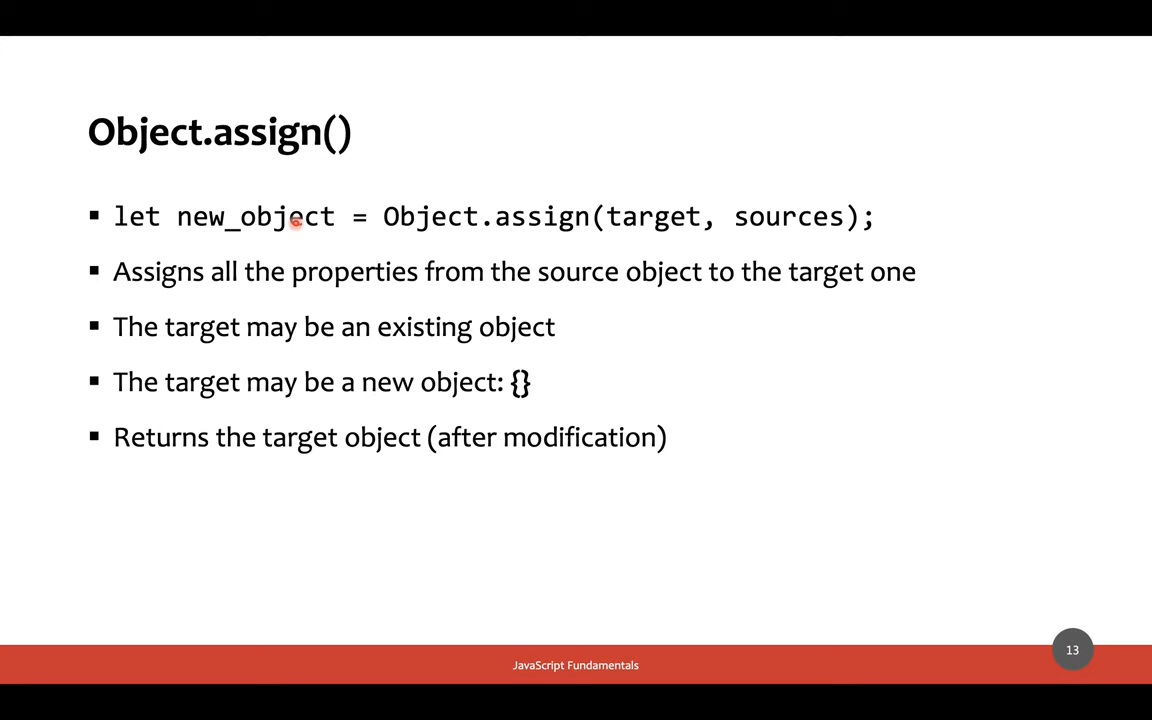 Object.assign()
▪ let new_object = Object.assign(target, sources);
▪ Assigns all the properties from the source object to the target one
▪ The target may be an existing object
▪ The target may be a new object: {}
▪ Returns the target object (after modification)
13
JavaScript Fundamentals